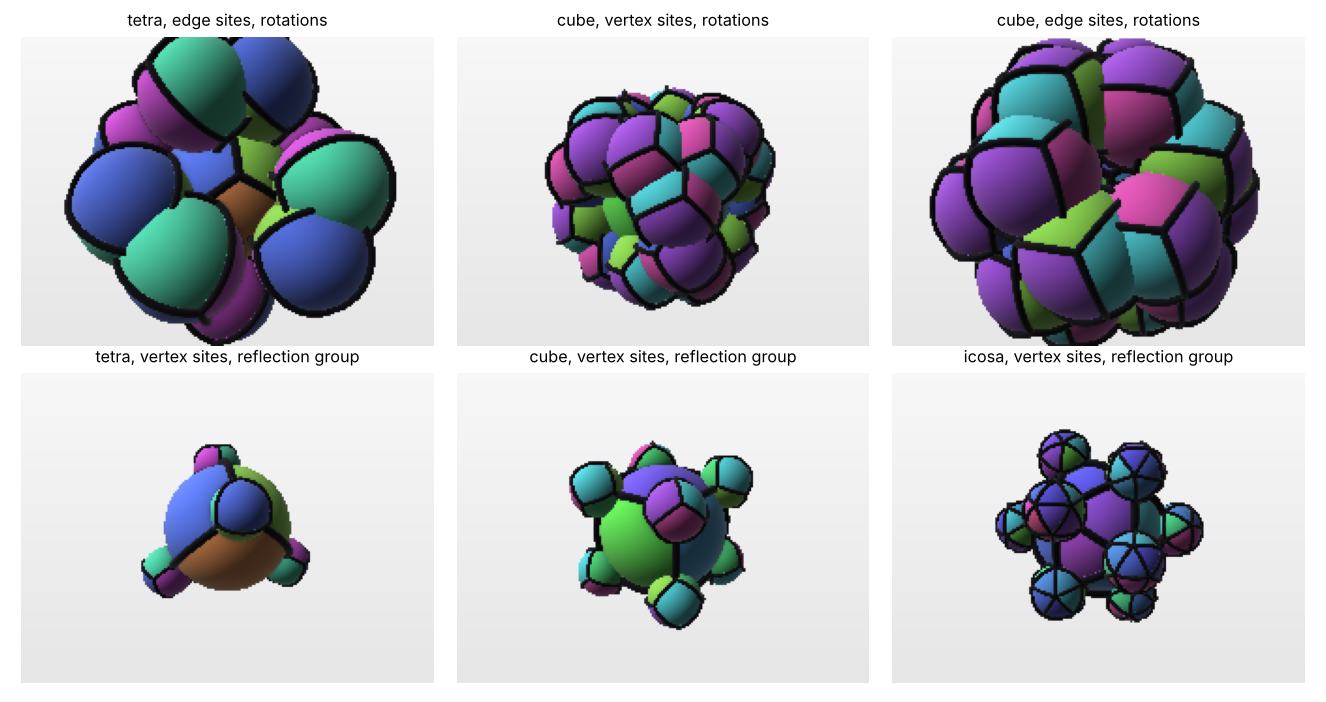 tetra, edge sites, rotations
cube, vertex sites, rotations
cube, edge sites, rotations
tetra, vertex sites, reflection group
cube, vertex sites, reflection group
icosa, vertex sites, reflection group